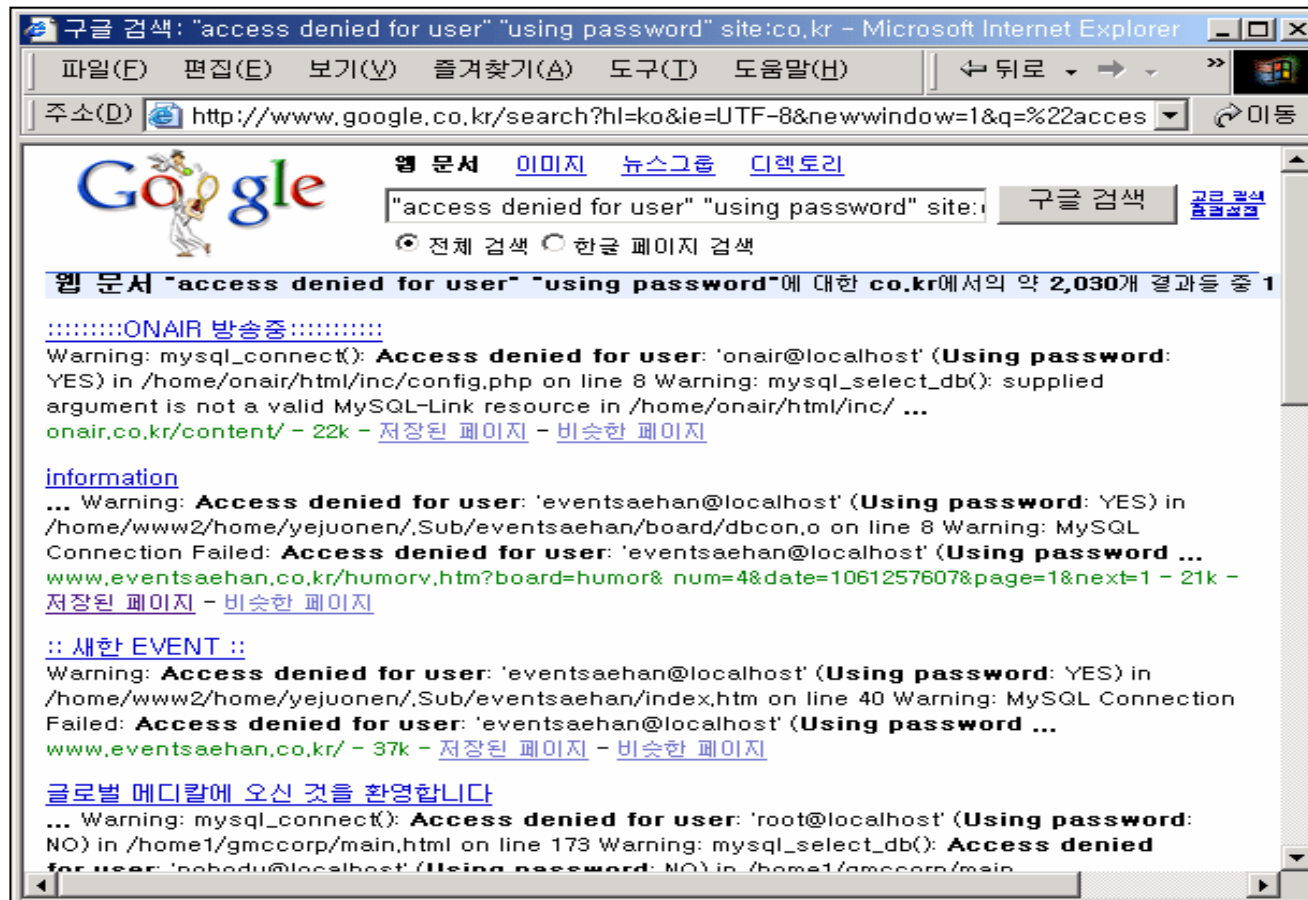 구글 검색: "access denied for user" "using password" site:co.kr - Microsoft Internet Explorer
파일(F) 편집(E) 보기(V) 즐겨찾기(A) 도구(T) 도움말(H) 뒤로 »
주소(D) http://www.google.co.kr/search?hl=ko&ie=UTF-8&newwindow=1&q=%22acces 이동
Google
웹 문서 이미지 뉴스그룹 디렉토리
"access denied for user" "using password" site: 구글 검색
전체 검색 한글 페이지 검색
웹 문서 "access denied for user" "using password"에 대한 co.kr에서의 약 2,030개 결과들 중 1
:::::::::ONAIR 방송중:::::::::::
Warning: mysql_connect(): Access denied for user: 'onair@localhost' (Using password:
YES) in /home/onair/html/inc/config.php on line 8 Warning: mysql_select_db(): supplied
argument is not a valid MySQL-Link resource in /home/onair/html/inc/ ...
onair.co.kr/content/ - 22k - 저장된 페이지 - 비슷한 페이지
information
... Warning: Access denied for user: 'eventsaehan@localhost' (Using password: YES) in
/home/www2/home/yejuonen/.Sub/eventsaehan/board/dbcon.o on line 8 Warning: MySQL
Connection Failed: Access denied for user: 'eventsaehan@localhost' (Using password ...
www.eventsaehan.co.kr/humorv.htm?board=humor& num=4&date=1061257607&page=1&next=1 - 21k -
저장된 페이지 - 비슷한 페이지
:: 새한 EVENT ::
Warning: Access denied for user: 'eventsaehan@localhost' (Using password: YES) in
/home/www2/home/yejuonen/.Sub/eventsaehan/index.htm on line 40 Warning: MySQL Connection
Failed: Access denied for user: 'eventsaehan@localhost' (Using password ...
www.eventsaehan.co.kr/ - 37k - 저장된 페이지 - 비슷한 페이지
글로벌 메디칼에 오신 것을 환영합니다
... Warning: mysql_connect(): Access denied for user: 'root@localhost' (Using password:
NO) in /home1/gmccorp/main.html on line 173 Warning: mysql_select_db(): Access denied
for user: 'nobody@localhost' (Using password: NO) in /home1/gmccorp/main